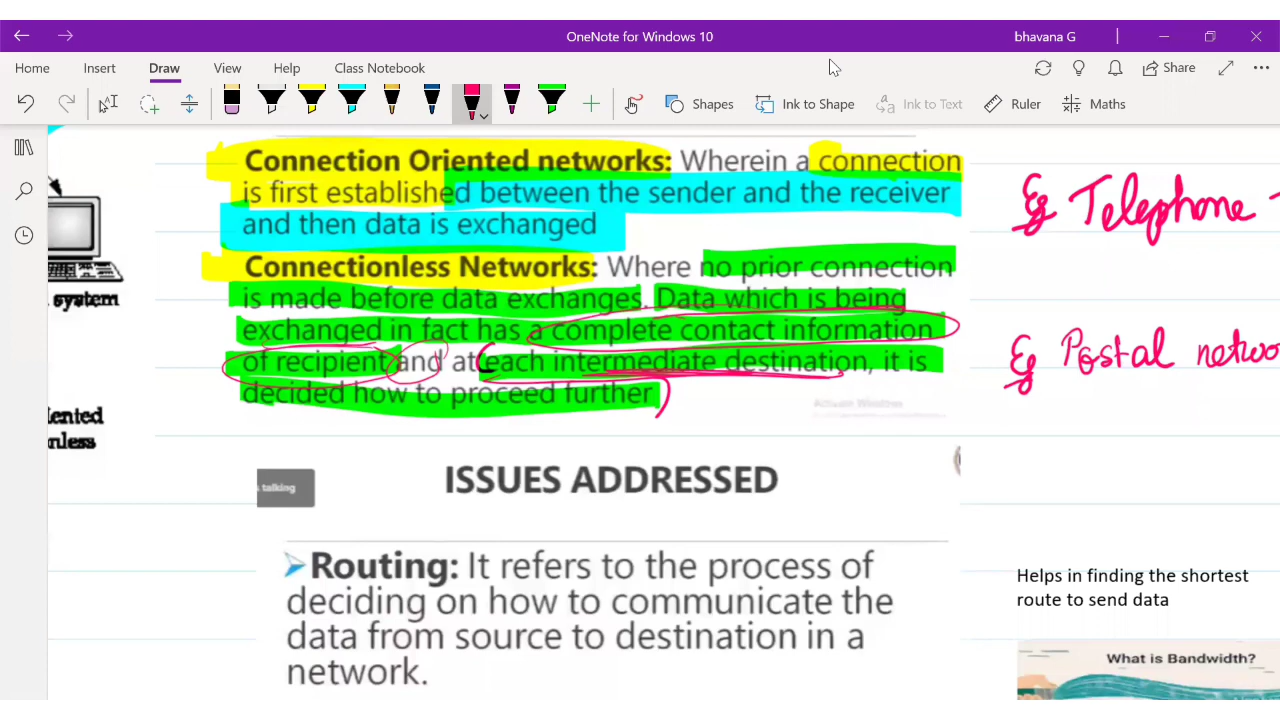 OneNote for Windows 10
bhavana G
Home Insert Draw View Help Class Notebook
Share
Shapes Ink to Shape Ink to Text Ruler Maths
Connection Oriented networks: Wherein a connection
is first established between the sender and the receiver
and then data is exchanged
Eg Telephone
Connectionless Networks: Where no prior connection
is made before data exchanges. Data which is being
exchanged in fact has a complete contact information
of recipient and at each intermediate destination, it is
decided how to proceed further
Eg Postal netwo
system
Activate Windows
ented
nless
talking
ISSUES ADDRESSED
Routing: It refers to the process of
deciding on how to communicate the
data from source to destination in a
network.
Helps in finding the shortest
route to send data
What is Bandwidth?